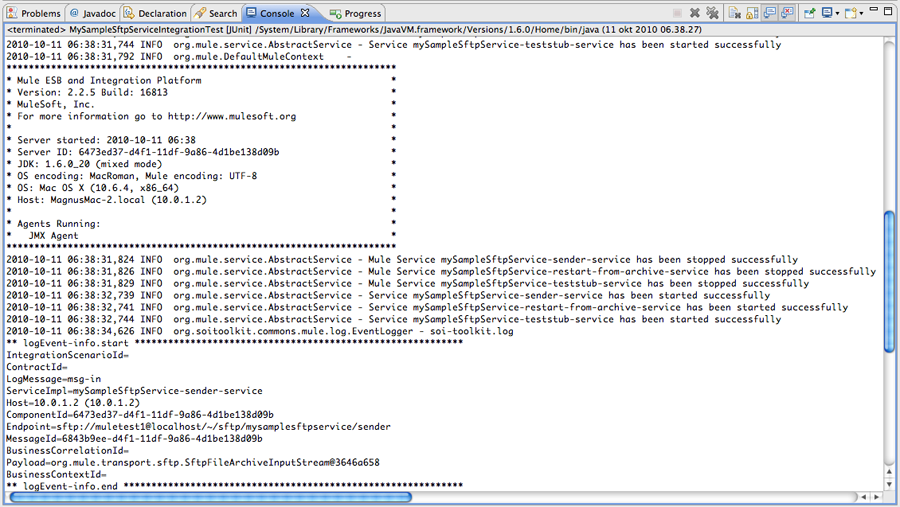 Problems @ Javadoc Declaration Search Console Progress
<terminated> MySampleSftpServiceIntegrationTest [JUnit] /System/Library/Frameworks/JavaVM.framework/Versions/1.6.0/Home/bin/java (11 okt 2010 06.38.27)
2010-10-11 06:38:31,744 INFO  org.mule.service.AbstractService - Service mySampleSftpService-teststub-service has been started successfully
2010-10-11 06:38:31,792 INFO  org.mule.DefaultMuleContext    -
**********************************************************************
* Mule ESB and Integration Platform                                  *
* Version: 2.2.5 Build: 16813                                        *
* MuleSoft, Inc.                                                     *
* For more information go to http://www.mulesoft.org                 *
*                                                                    *
* Server started: 2010-10-11 06:38                                   *
* Server ID: 6473ed37-d4f1-11df-9a86-4d1be138d09b                    *
* JDK: 1.6.0_20 (mixed mode)                                         *
* OS encoding: MacRoman, Mule encoding: UTF-8                        *
* OS: Mac OS X (10.6.4, x86_64)                                      *
* Host: MagnusMac-2.local (10.0.1.2)                                 *
*                                                                    *
* Agents Running:                                                    *
*   JMX Agent                                                        *
**********************************************************************
2010-10-11 06:38:31,824 INFO  org.mule.service.AbstractService - Mule Service mySampleSftpService-sender-service has been stopped successfully
2010-10-11 06:38:31,826 INFO  org.mule.service.AbstractService - Mule Service mySampleSftpService-restart-from-archive-service has been stopped successfully
2010-10-11 06:38:31,829 INFO  org.mule.service.AbstractService - Mule Service mySampleSftpService-teststub-service has been stopped successfully
2010-10-11 06:38:32,739 INFO  org.mule.service.AbstractService - Service mySampleSftpService-sender-service has been started successfully
2010-10-11 06:38:32,741 INFO  org.mule.service.AbstractService - Service mySampleSftpService-restart-from-archive-service has been started successfully
2010-10-11 06:38:32,744 INFO  org.mule.service.AbstractService - Service mySampleSftpService-teststub-service has been started successfully
2010-10-11 06:38:34,626 INFO  org.soitoolkit.commons.mule.log.EventLogger - soi-toolkit.log
** logEvent-info.start ***********************************************************
IntegrationScenarioId=
ContractId=
LogMessage=msg-in
ServiceImpl=mySampleSftpService-sender-service
Host=10.0.1.2 (10.0.1.2)
ComponentId=6473ed37-d4f1-11df-9a86-4d1be138d09b
Endpoint=sftp://muletest1@localhost/~/sftp/mysamplesftpservice/sender
MessageId=6843b9ee-d4f1-11df-9a86-4d1be138d09b
BusinessCorrelationId=
Payload=org.mule.transport.sftp.SftpFileArchiveInputStream@3646a658
BusinessContextId=
** logEvent-info.end *************************************************************